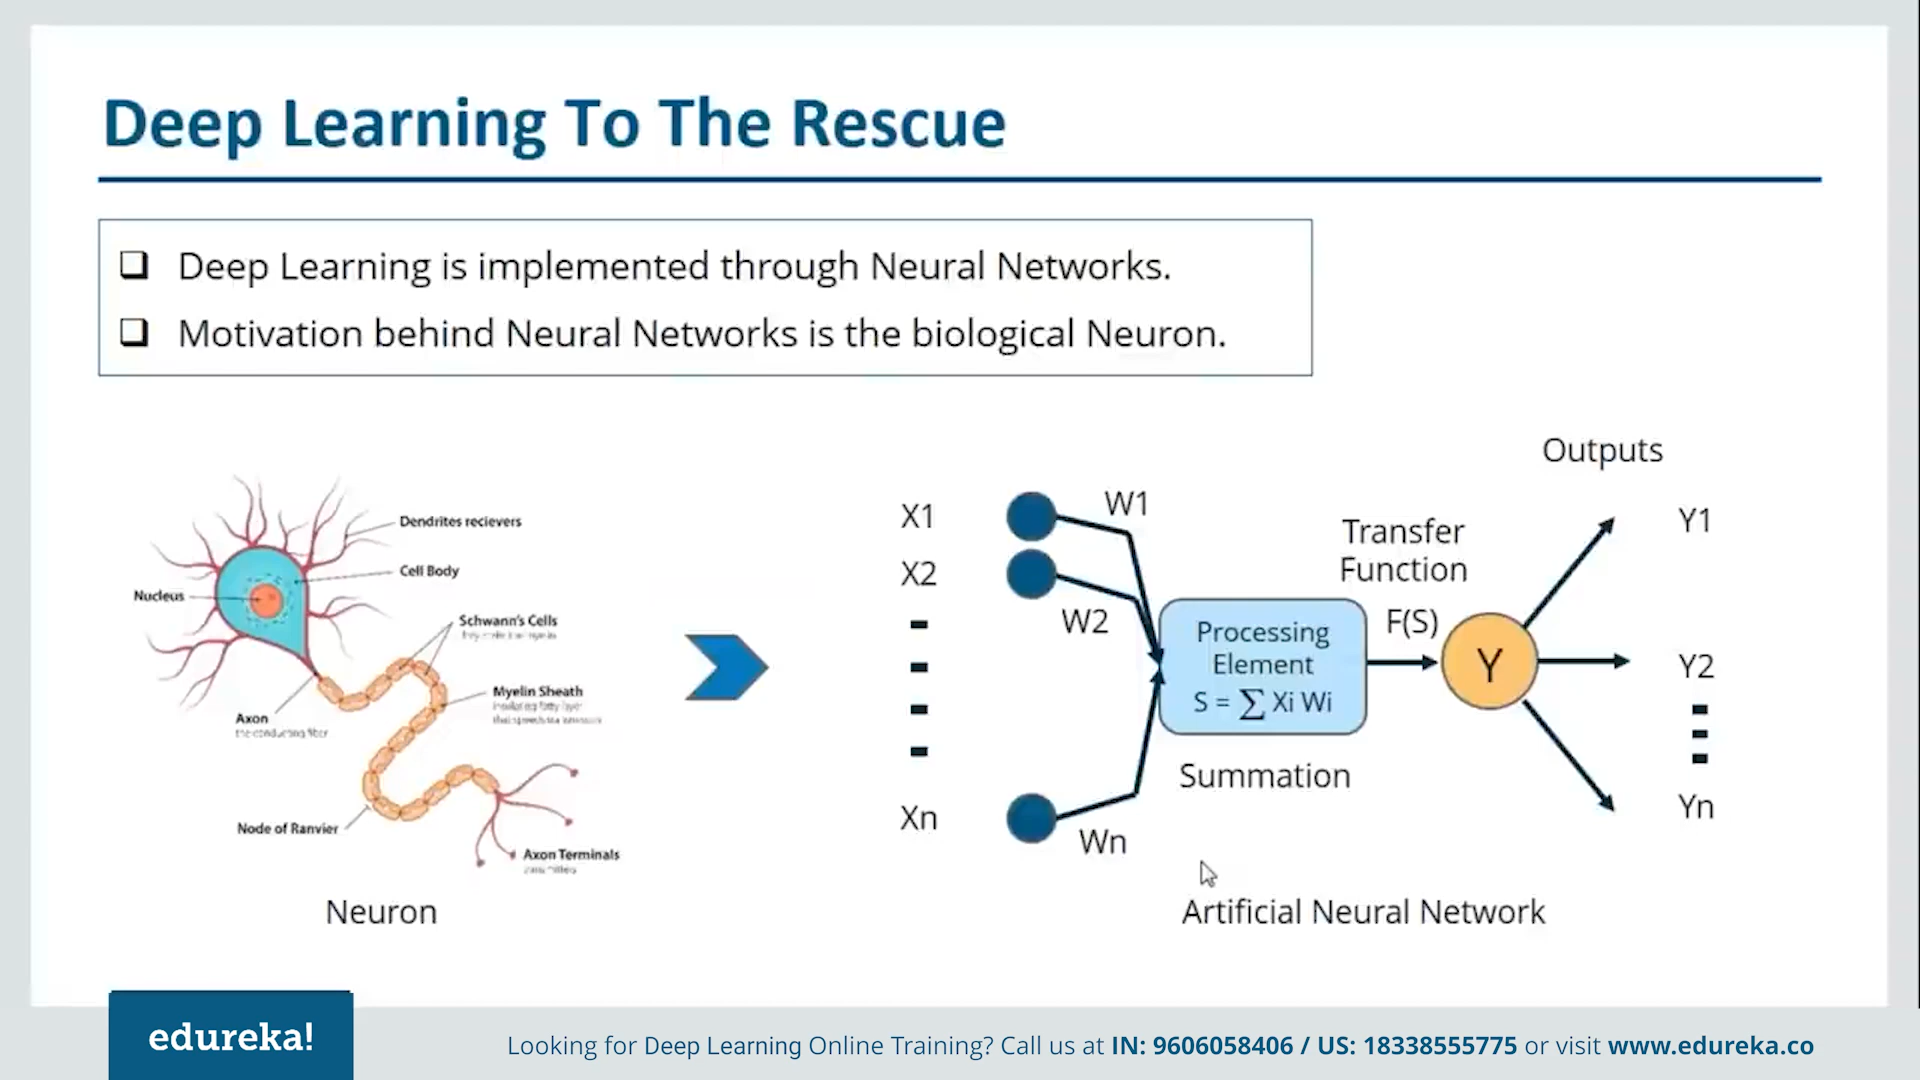 Deep Learning To The Rescue
❑ Deep Learning is implemented through Neural Networks.
❑ Motivation behind Neural Networks is the biological Neuron.
Dendrites recievers
Cell Body
Nucleus
Schwann's Cells
Myelin Sheath
insulating fatty layer
Axon
the conducting fiber
Node of Ranvier
Axon Terminals
Neuron
X1
X2
Xn
W1
W2
Wn
Processing
Element
S = ∑ Xi Wi
Summation
Transfer
Function
F(S)
Y
Outputs
Y1
Y2
Yn
Artificial Neural Network
edureka!
Looking for Deep Learning Online Training? Call us at IN: 9606058406 / US: 18338555775 or visit www.edureka.co